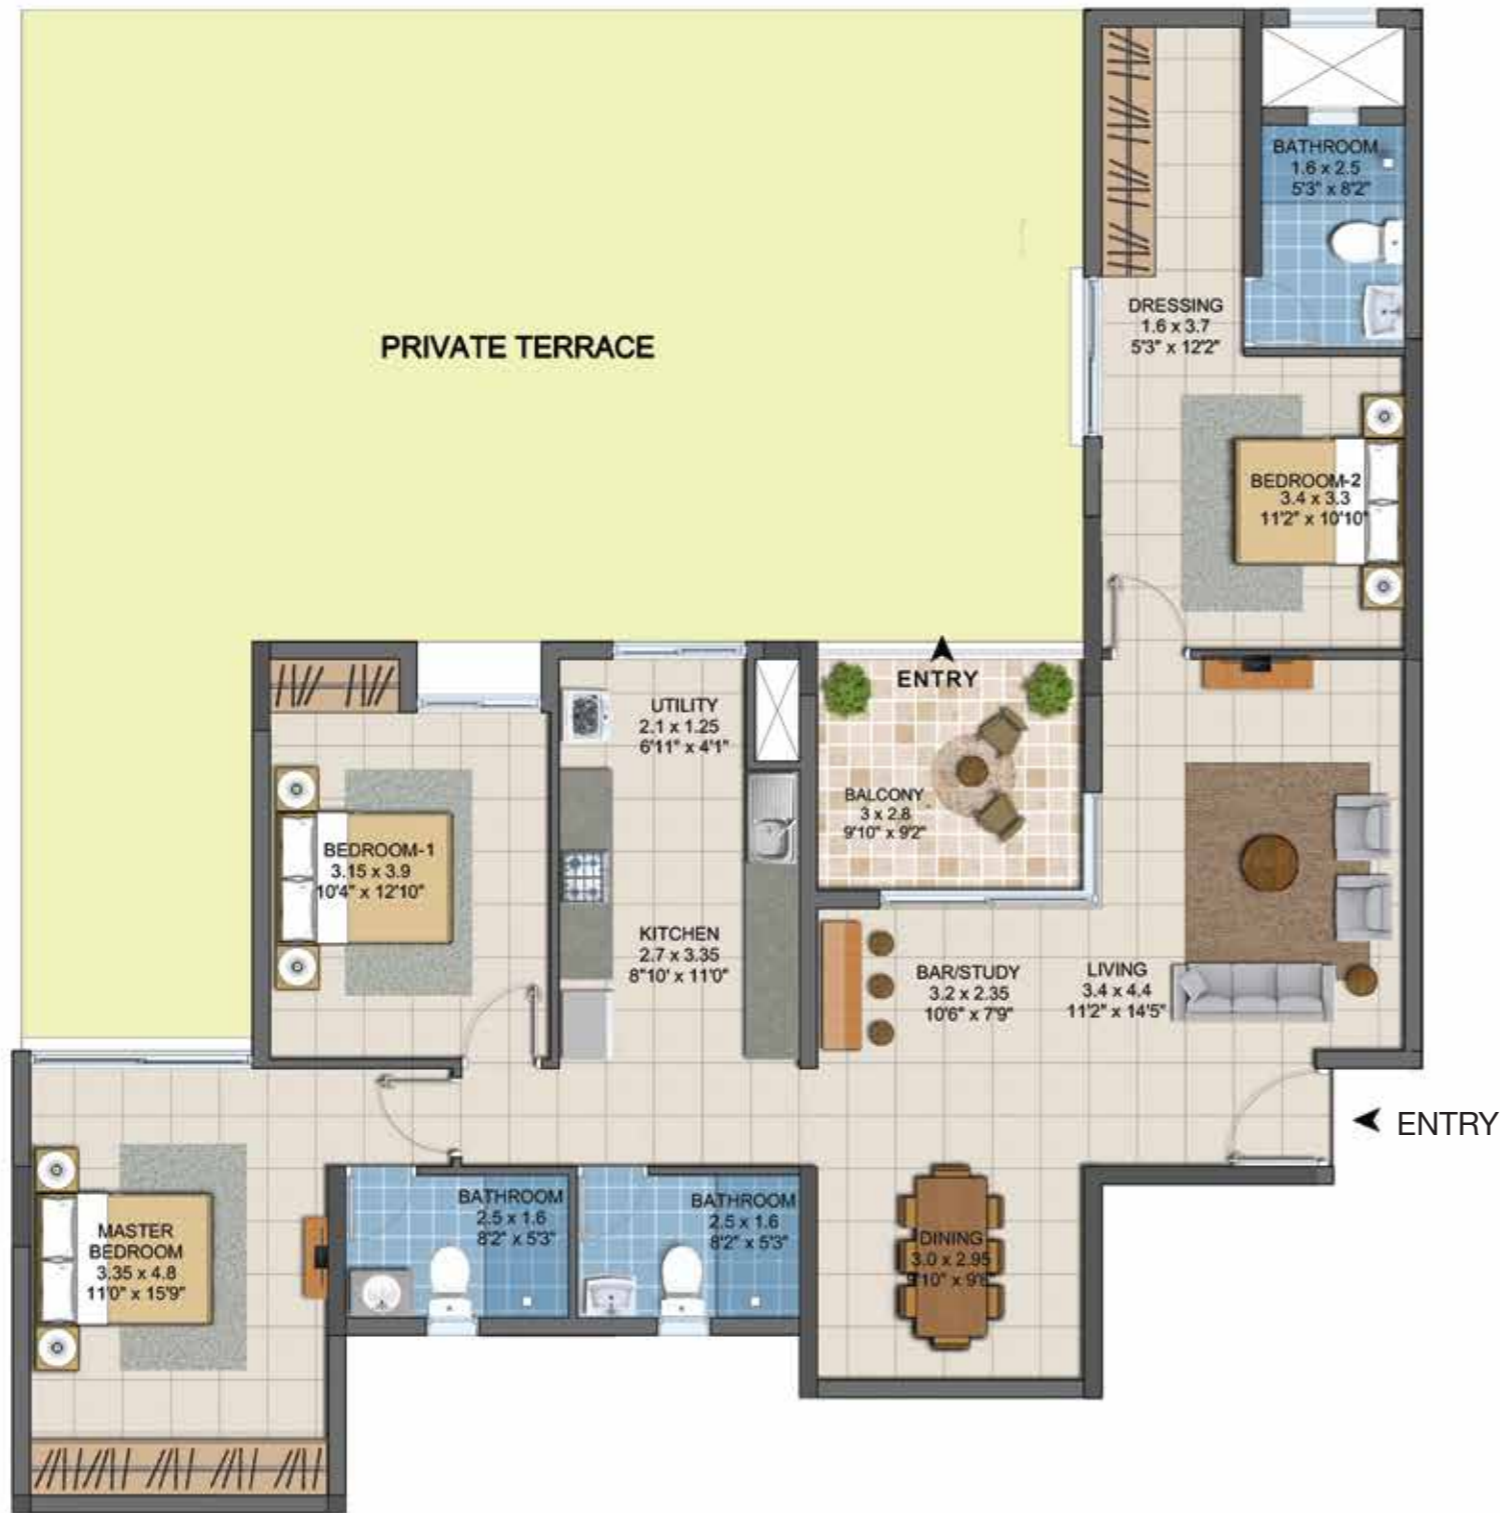 PRIVATE TERRACE
BATHROOM
1.6 x 2.5
5'3" x 8'2"
DRESSING
1.6 x 3.7
5'3" x 12'2"
BEDROOM-2
3.4 x 3.3
11'2" x 10'10"
ENTRY
UTILITY
2.1 x 1.25
6'11" x 4'1"
BALCONY
3 x 2.8
9'10" x 9'2"
BEDROOM-1
3.15 x 3.9
10'4" x 12'10"
KITCHEN
2.7 x 3.35
8"10' x 11'0"
BAR/STUDY
3.2 x 2.35
10'6" x 7'9"
LIVING
3.4 x 4.4
11'2" x 14'5"
ENTRY
MASTER
BEDROOM
3.35 x 4.8
11'0" x 15'9"
BATHROOM
2.5 x 1.6
8'2" x 5'3"
BATHROOM
2.5 x 1.6
8'2" x 5'3"
DINING
3.0 x 2.95
9'10" x 9'8"